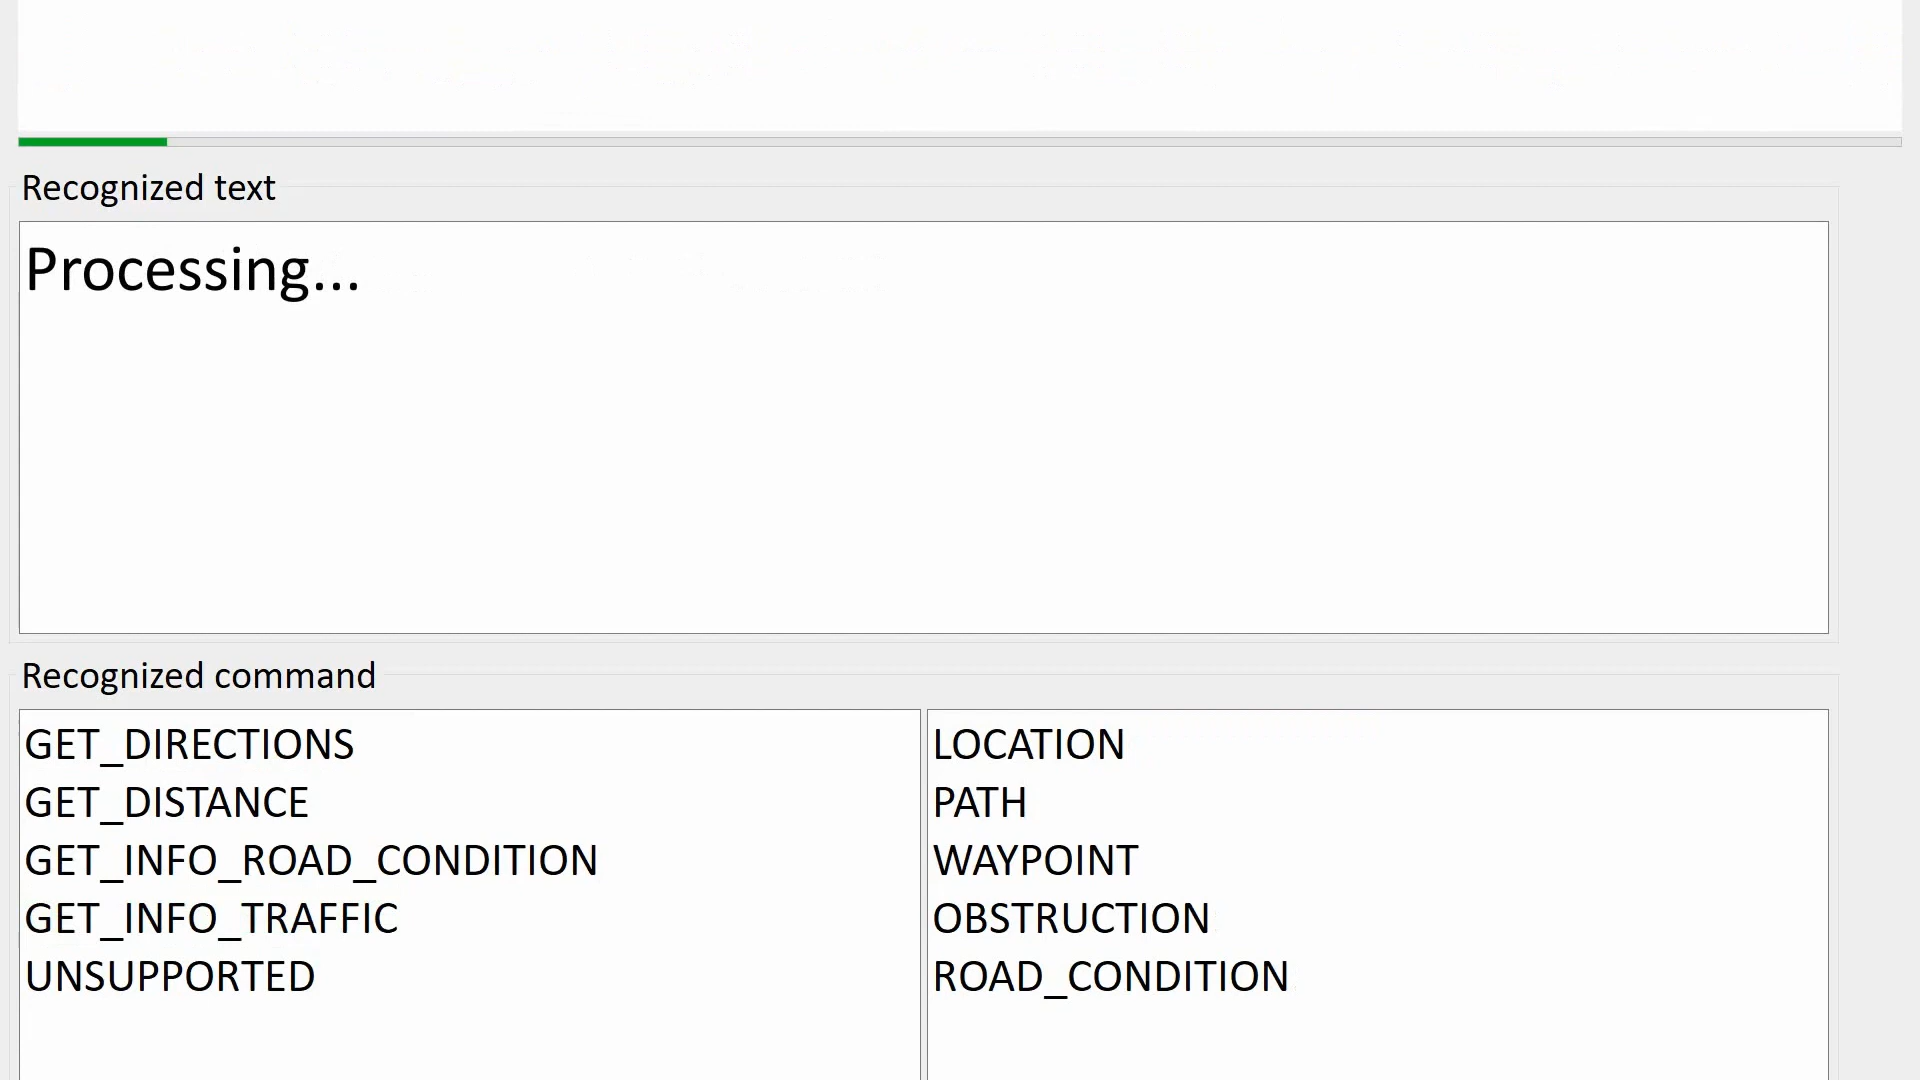 Recognized text
Processing...
Recognized command
GET_DIRECTIONS
GET_DISTANCE
GET_INFO_ROAD_CONDITION
GET_INFO_TRAFFIC
UNSUPPORTED
LOCATION
PATH
WAYPOINT
OBSTRUCTION
ROAD_CONDITION